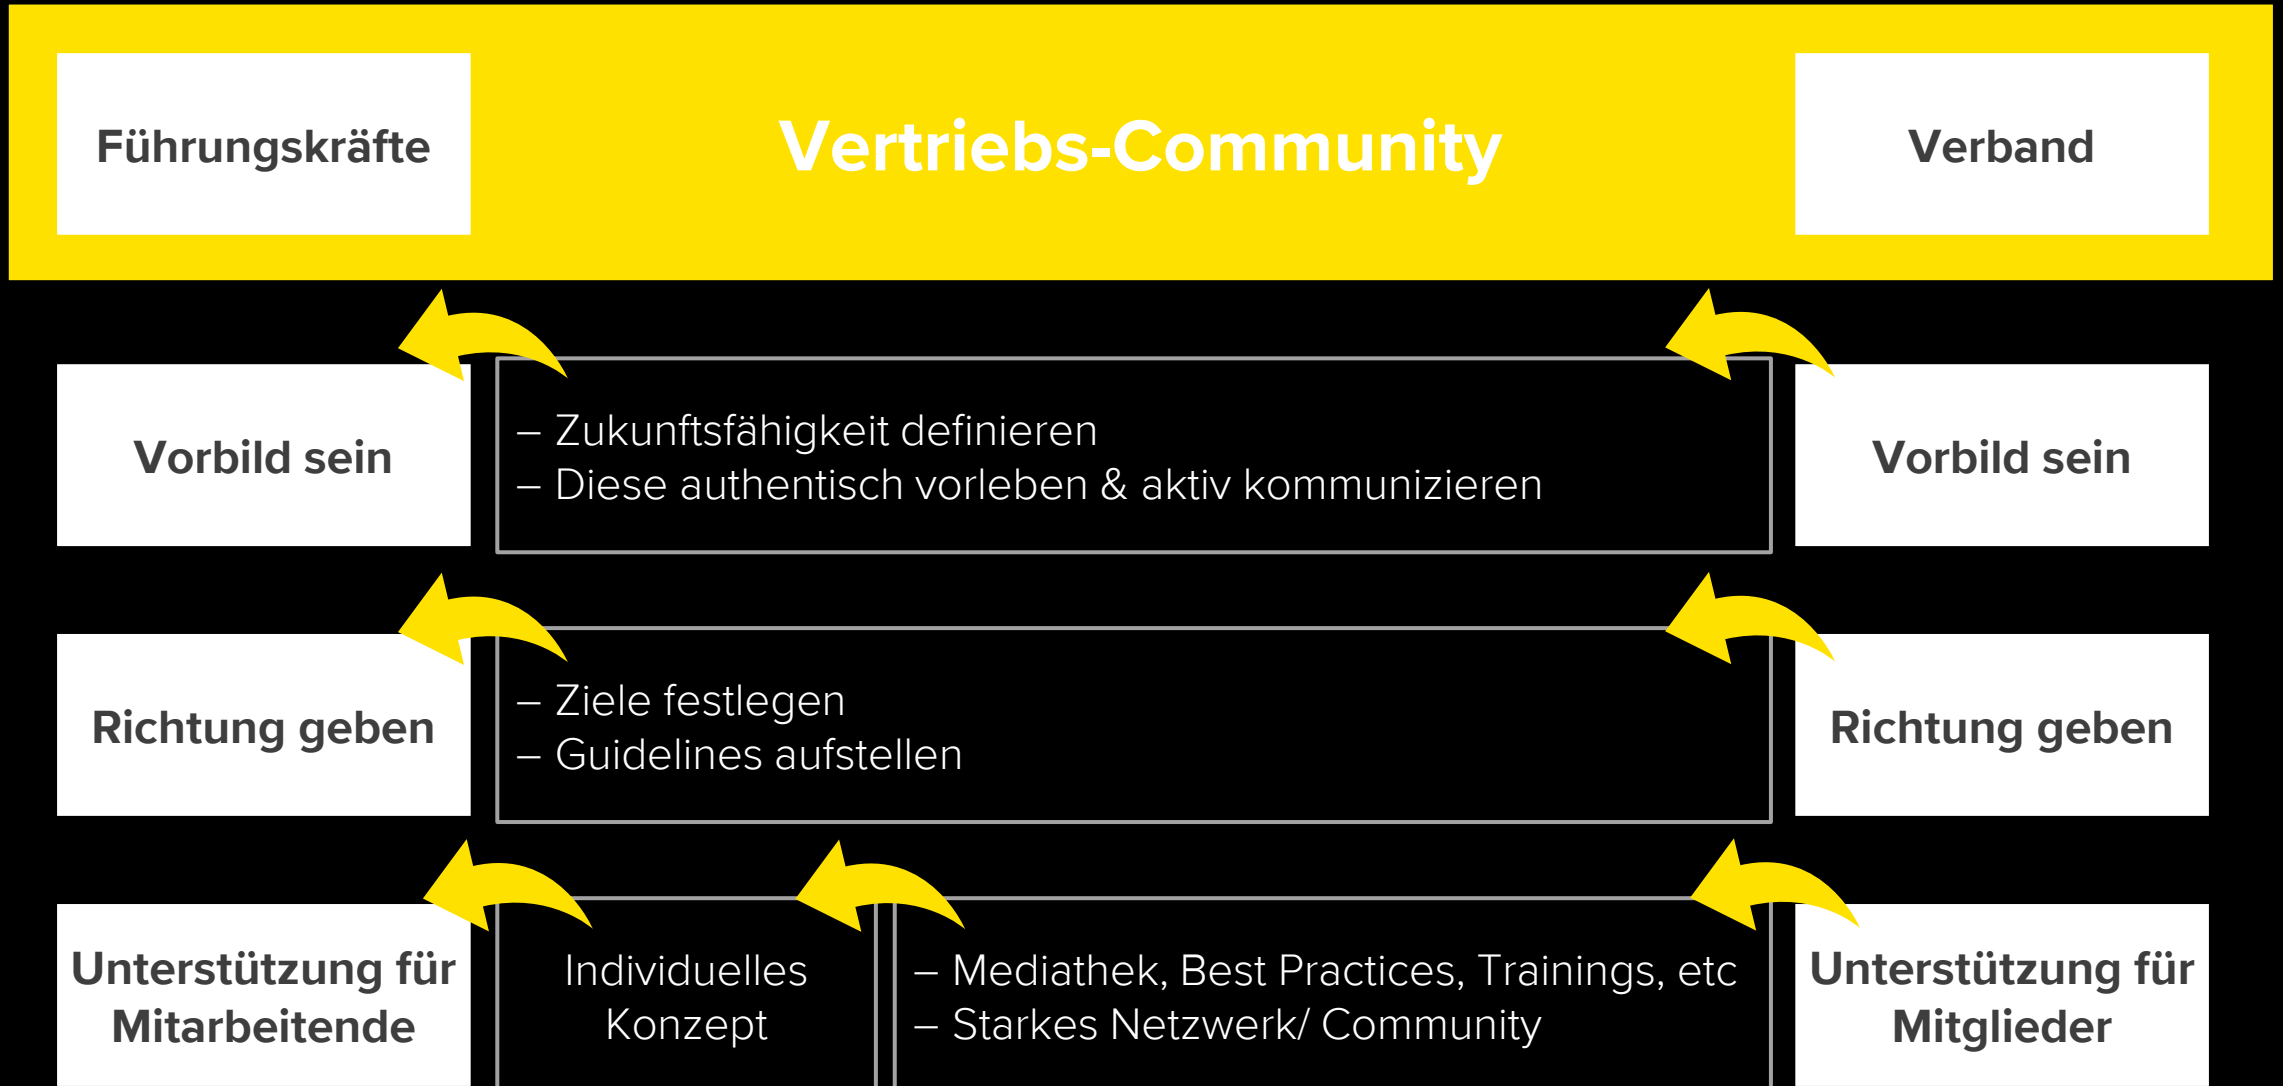 Führungskräfte
Vertriebs-Community
Verband
Vorbild sein
– Zukunftsfähigkeit definieren
– Diese authentisch vorleben & aktiv kommunizieren
Vorbild sein
Richtung geben
– Ziele festlegen
– Guidelines aufstellen
Richtung geben
Unterstützung für
Mitarbeitende
Individuelles
Konzept
– Mediathek, Best Practices, Trainings, etc
– Starkes Netzwerk/ Community
Unterstützung für
Mitglieder